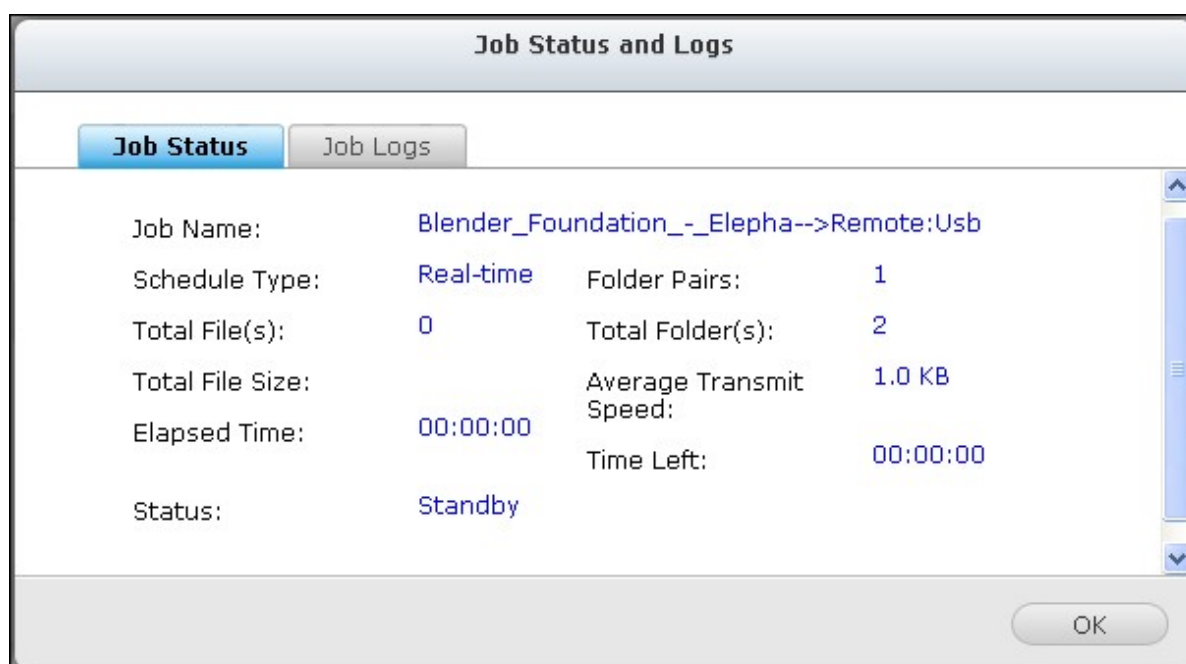 Job Status and Logs
Job Status Job Logs
Job Name: Blender_Foundation_-_Elepha-->Remote:Usb
Schedule Type: Real-time Folder Pairs: 1
Total File(s): 0 Total Folder(s): 2
Total File Size: Average Transmit Speed: 1.0 KB
Elapsed Time: 00:00:00 Time Left: 00:00:00
Status: Standby
OK